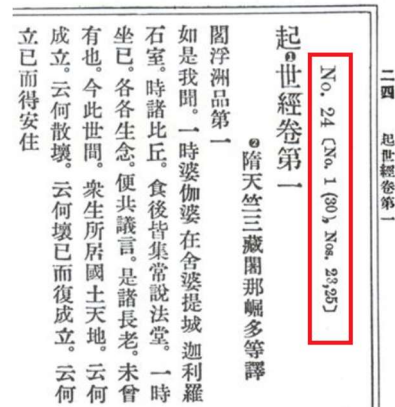 二四 起世經卷第一
No. 24 〔No. 1 (30), Nos. 23,25〕
起❶世經卷第一
❷隋天竺三藏闍那崛多等譯
閻浮洲品第一
如是我聞。一時婆伽婆 在舍婆提城 迦利羅
石室。時諸比丘。食後皆集常說法堂。一時
坐已。各各生念。便共議言。是諸長老。未曾
有也。今此世間。衆生所居國土天地。云何
成立。云何散壞。云何壞已而復成立。云何
立已而得安住